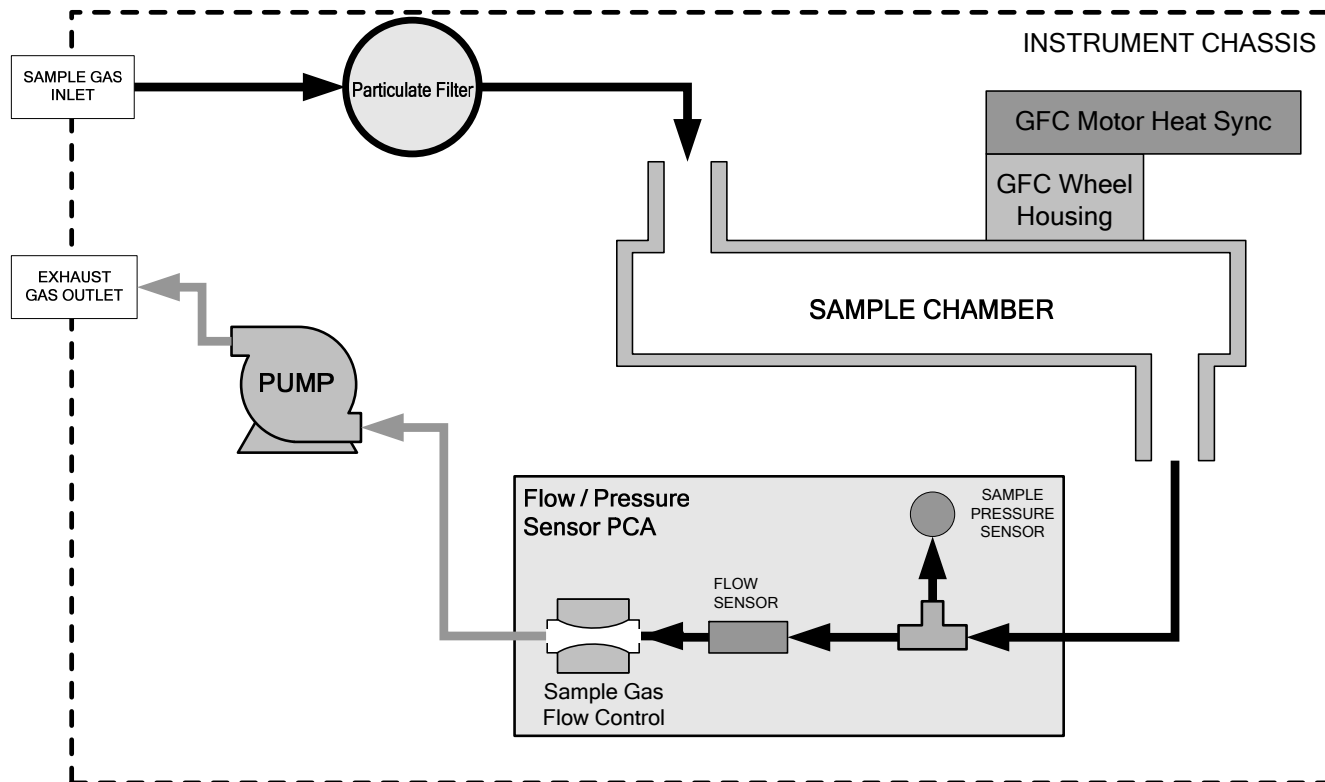 INSTRUMENT CHASSIS
SAMPLE GAS
INLET
Particulate Filter
GFC Motor Heat Sync
GFC Wheel
Housing
EXHAUST
GAS OUTLET
SAMPLE CHAMBER
PUMP
Flow / Pressure
Sensor PCA
SAMPLE
PRESSURE
SENSOR
FLOW
SENSOR
Sample Gas
Flow Control